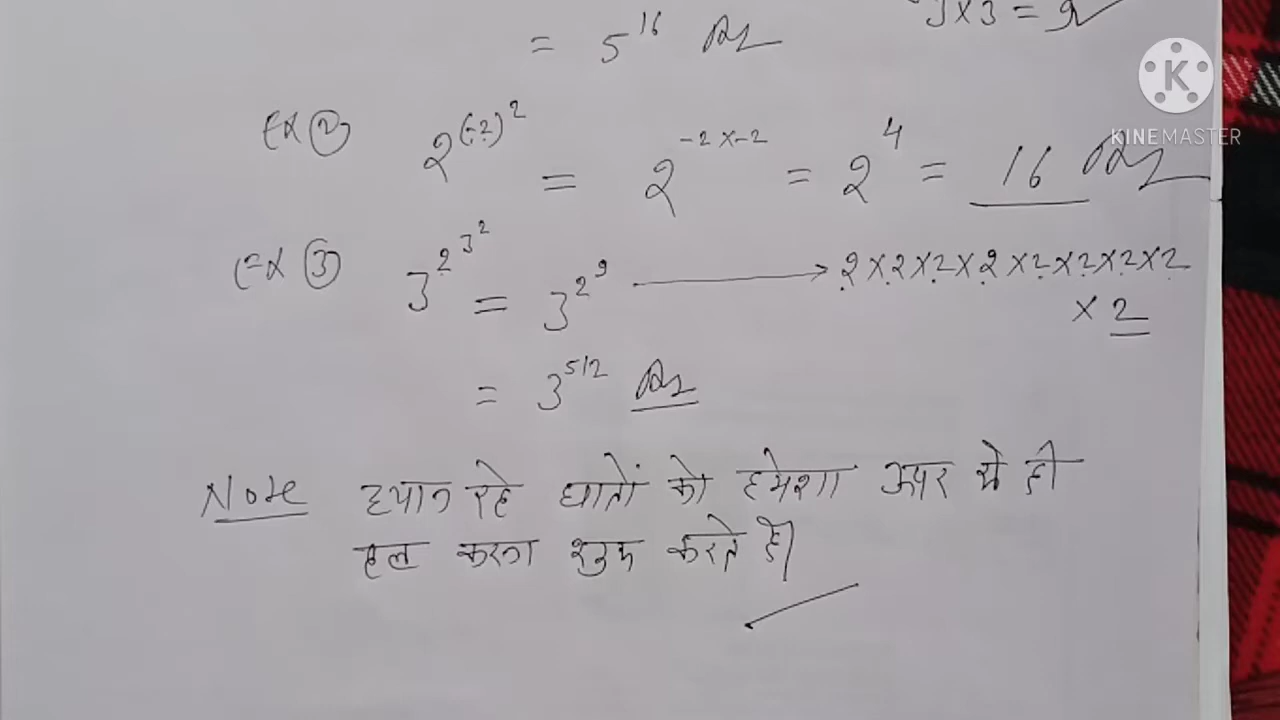 3 × 3 = 9
= 5^16 Ans
Ex (2) 2^(-2)^2 = 2^-2×-2 = 2^4 = 16 Ans
KINEMASTER
Ex (3) 3^2^3^2 = 3^2^9 → 2×2×2×2×2×2×2×2
× 2
= 3^512 Ans
Note ध्यान रहे घातों को हमेशा ऊपर से ही
हल करना शुरू करते है।